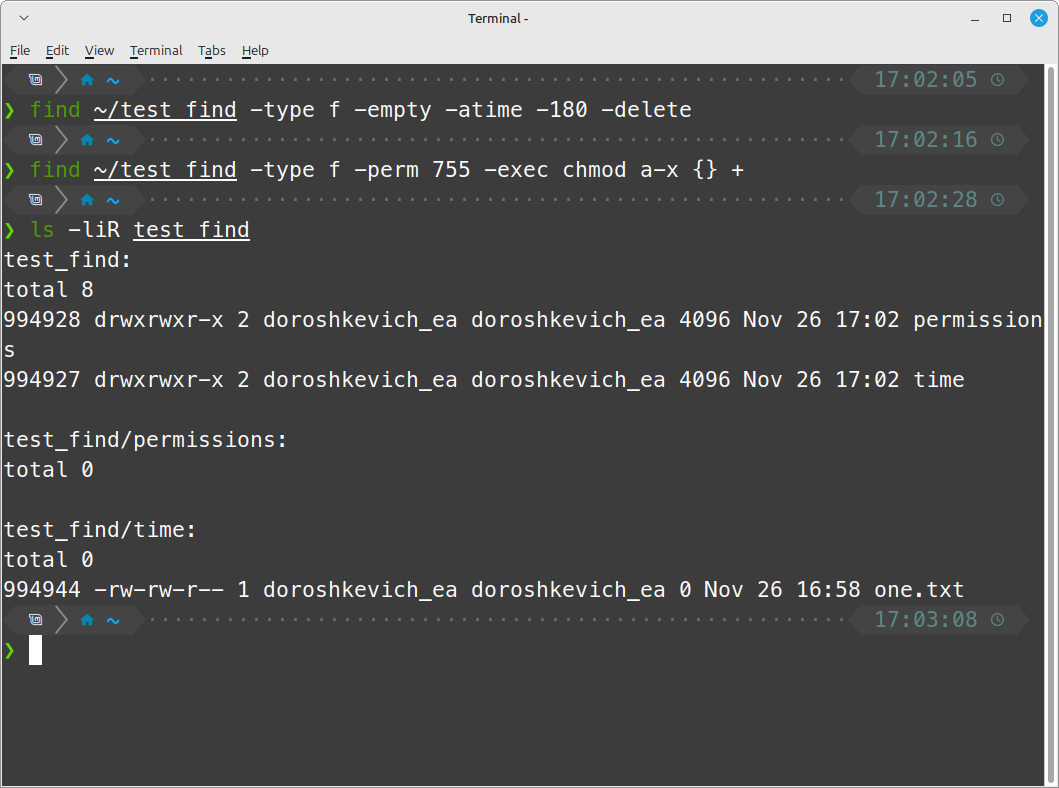 Terminal -
File Edit View Terminal Tabs Help
~ 17:02:05
❯ find ~/test_find -type f -empty -atime -180 -delete
~ 17:02:16
❯ find ~/test_find -type f -perm 755 -exec chmod a-x {} +
~ 17:02:28
❯ ls -liR test_find
test_find:
total 8
994928 drwxrwxr-x 2 doroshkevich_ea doroshkevich_ea 4096 Nov 26 17:02 permission
s
994927 drwxrwxr-x 2 doroshkevich_ea doroshkevich_ea 4096 Nov 26 17:02 time
test_find/permissions:
total 0
test_find/time:
total 0
994944 -rw-rw-r-- 1 doroshkevich_ea doroshkevich_ea 0 Nov 26 16:58 one.txt
~ 17:03:08
❯